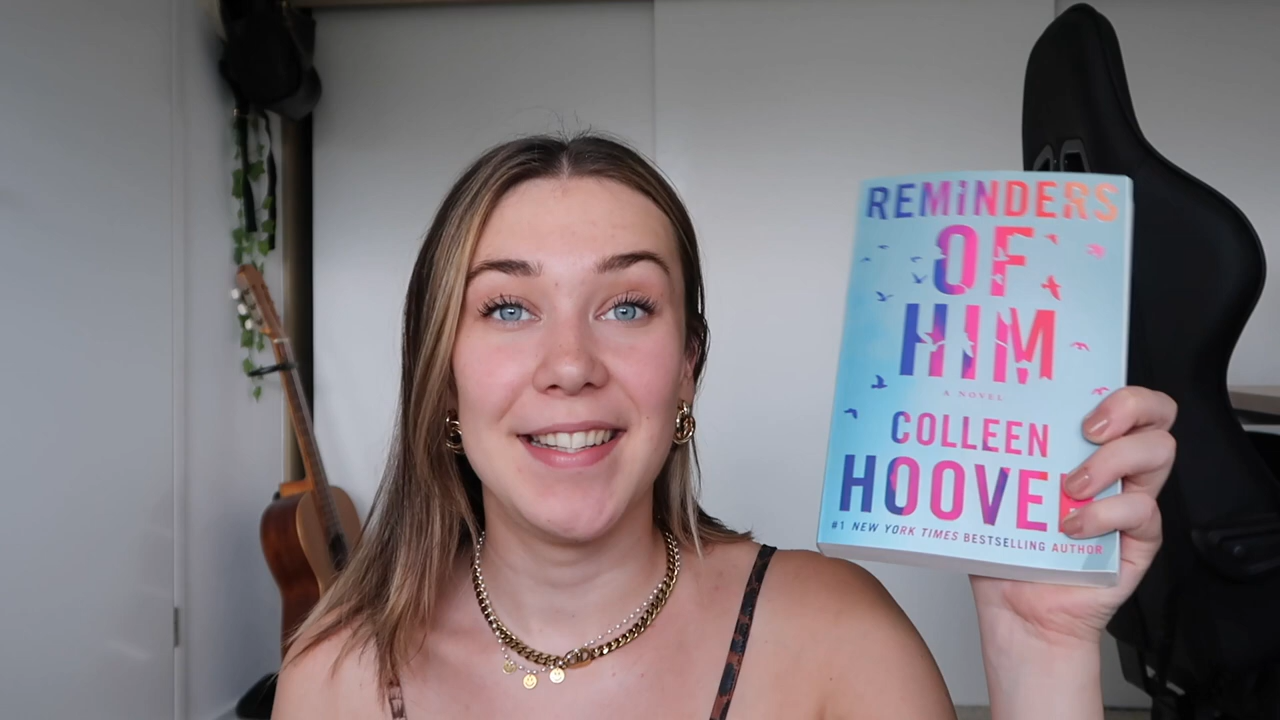 REMiNDERS
OF
HIM
A NOVEL
COLLEEN
HOOVE
#1 NEW YORK TIMES BESTSELLING AUTHOR